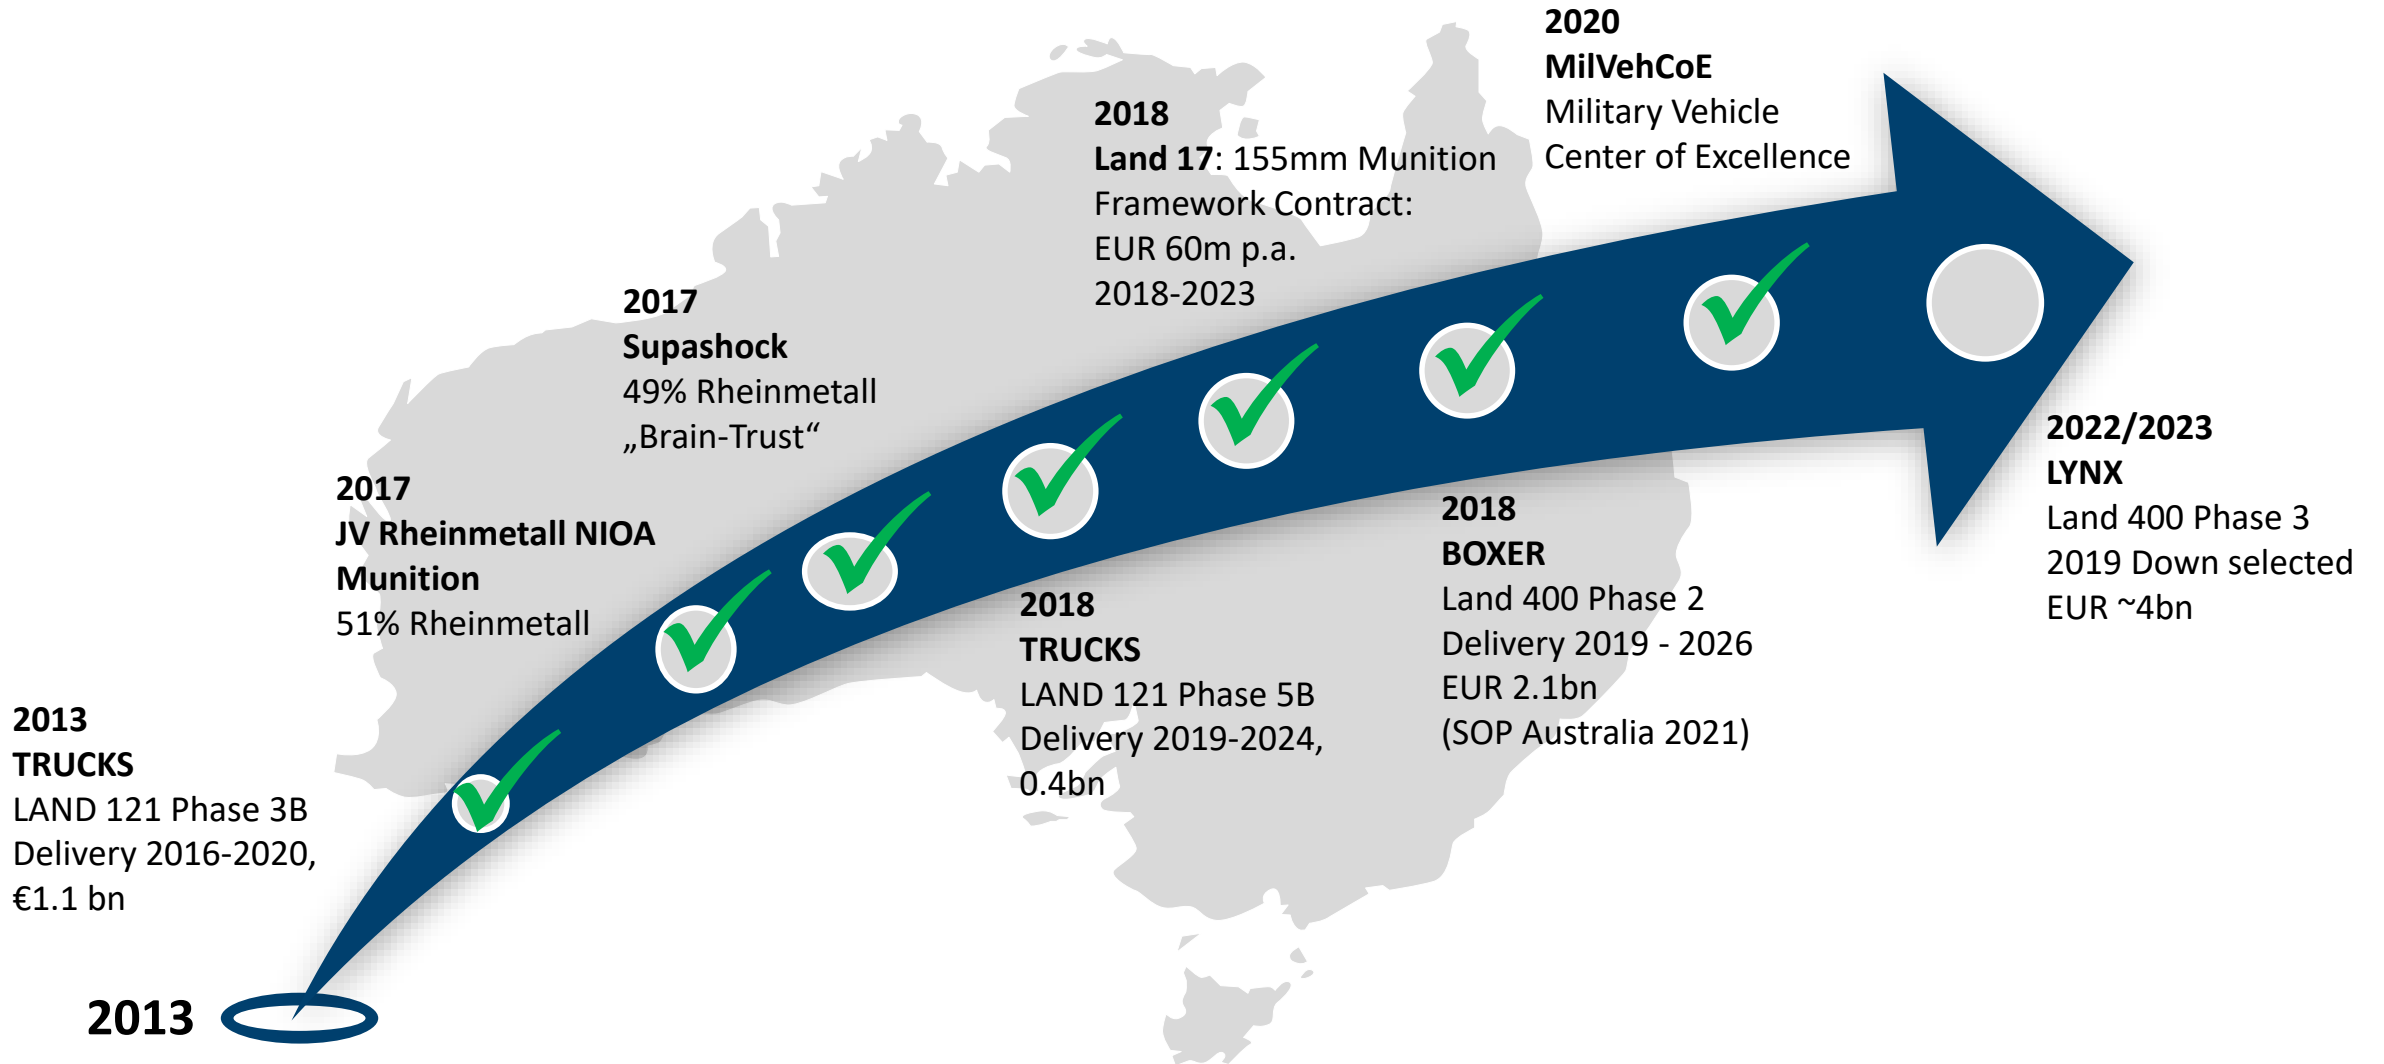 2013
TRUCKS
LAND 121 Phase 3B
Delivery 2016-2020,
€1.1 bn
2013
2017
JV Rheinmetall NIOA
Munition
51% Rheinmetall
2017
Supashock
49% Rheinmetall
„Brain-Trust“
2018
TRUCKS
LAND 121 Phase 5B
Delivery 2019-2024,
0.4bn
2018
Land 17: 155mm Munition
Framework Contract:
EUR 60m p.a.
2018-2023
2018
BOXER
Land 400 Phase 2
Delivery 2019 - 2026
EUR 2.1bn
(SOP Australia 2021)
2020
MilVehCoE
Military Vehicle
Center of Excellence
2022/2023
LYNX
Land 400 Phase 3
2019 Down selected
EUR ~4bn